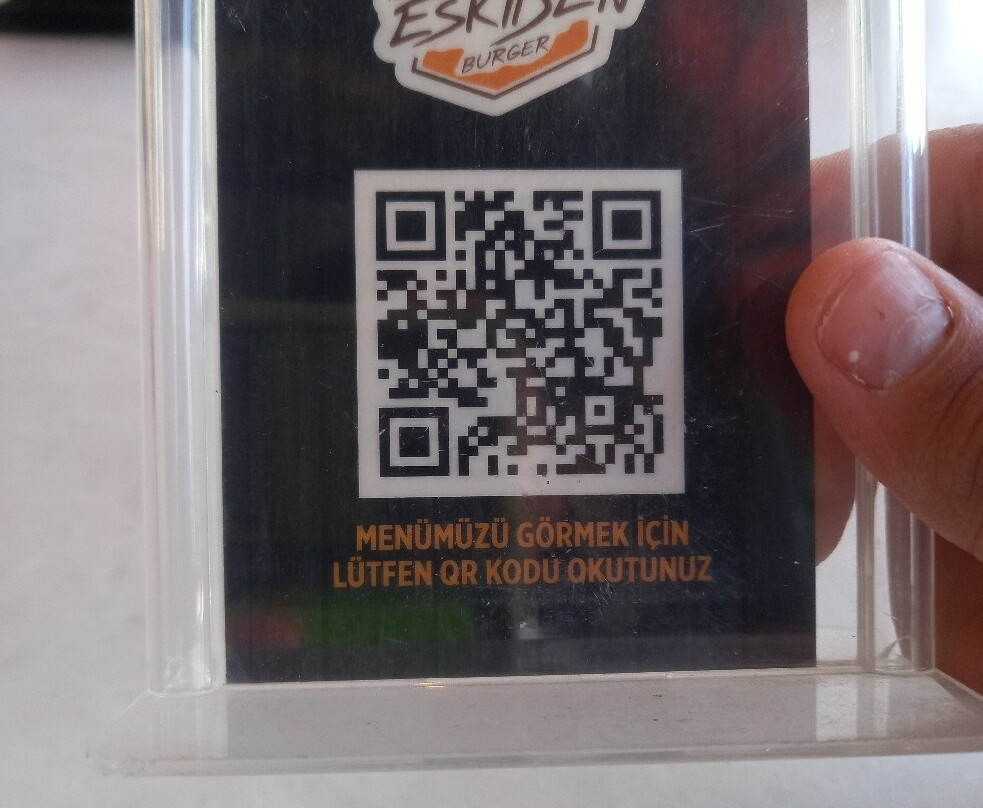 ESKİDEN
BURGER
MENÜMÜZÜ GÖRMEK İÇİN
LÜTFEN QR KODU OKUTUNUZ